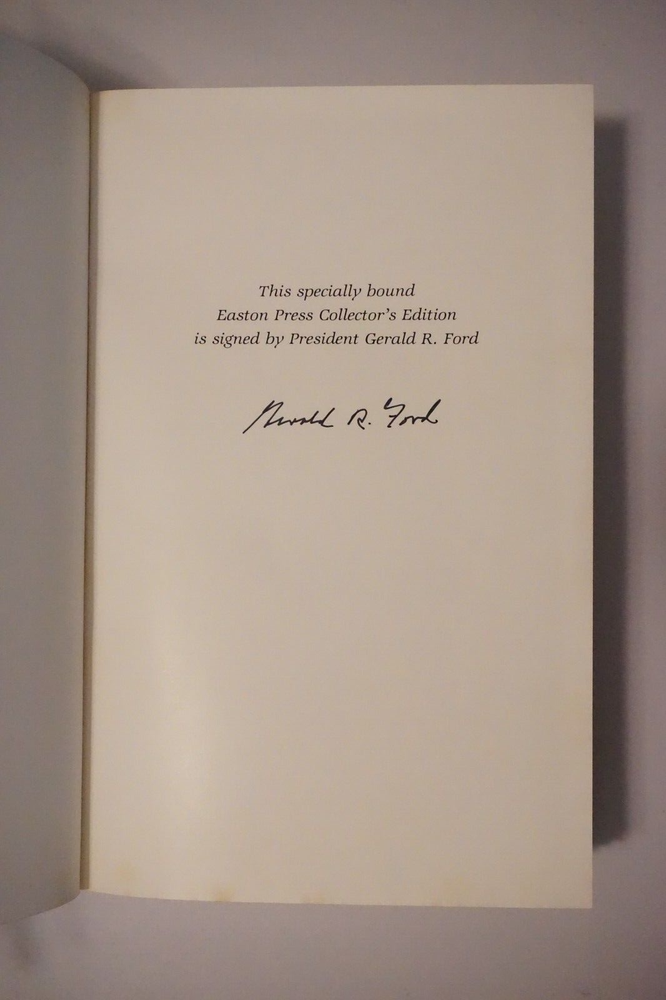 This specially bound
Easton Press Collector's Edition
is signed by President Gerald R. Ford
Gerald R. Ford